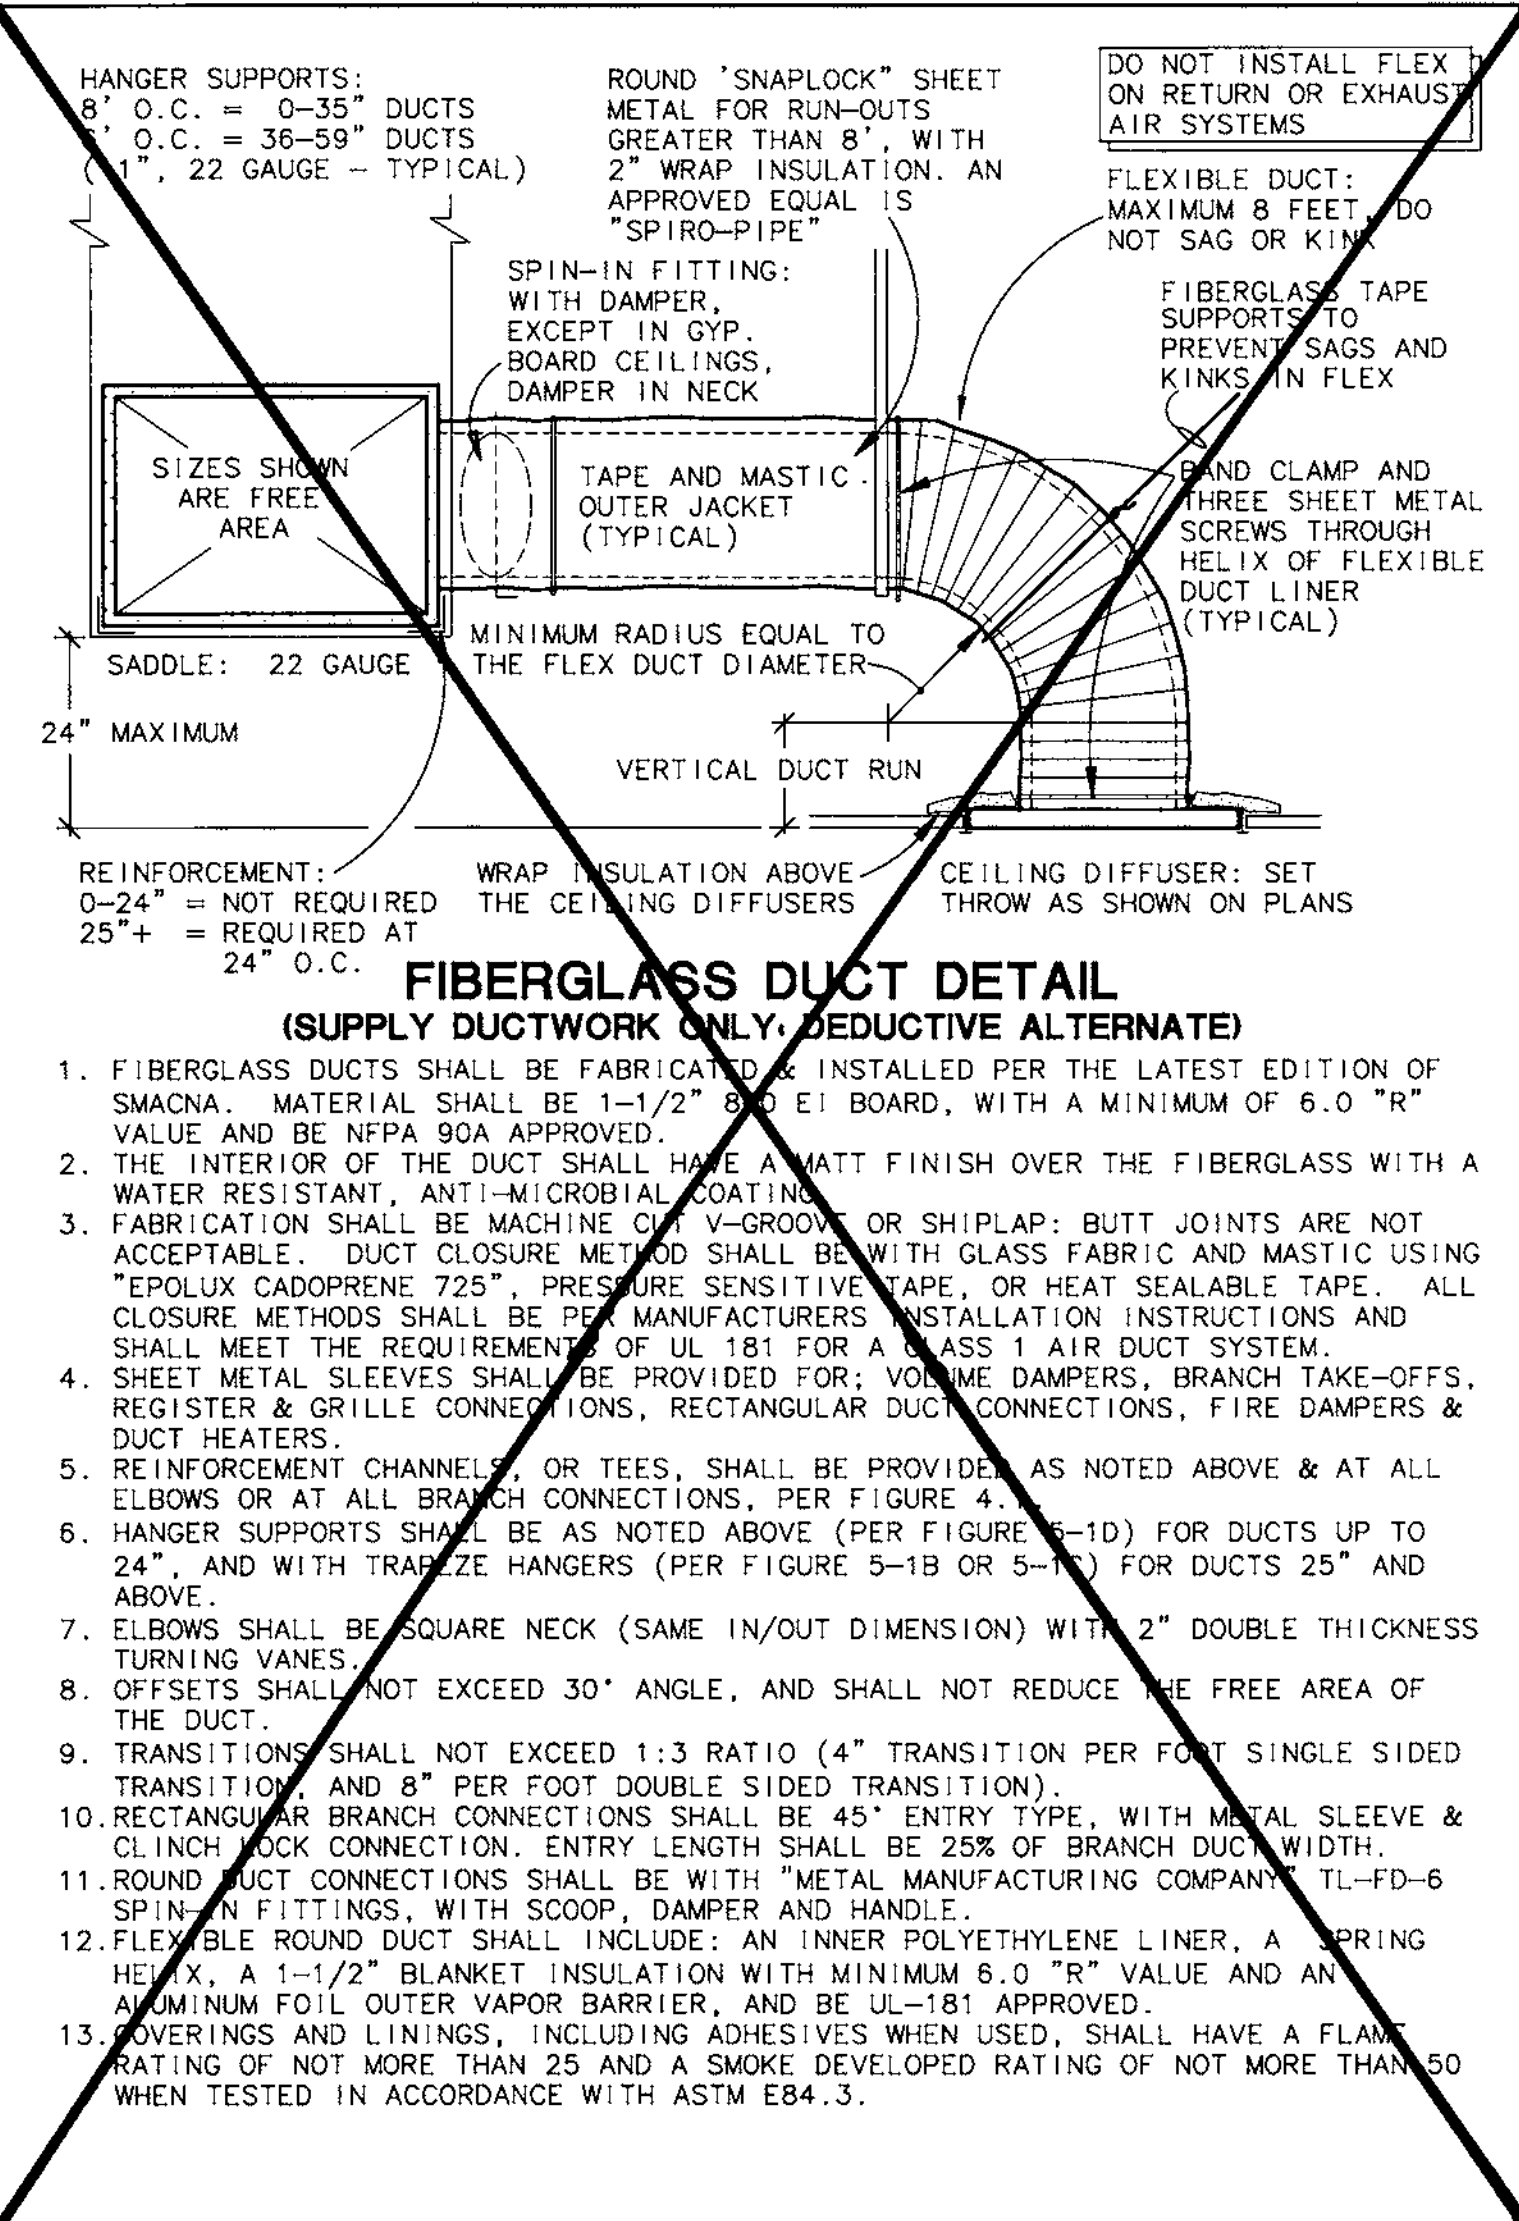 HANGER SUPPORTS:
8' O.C. = 0-35" DUCTS
' O.C. = 36-59" DUCTS
( 1", 22 GAUGE - TYPICAL)
ROUND 'SNAPLOCK" SHEET
METAL FOR RUN-OUTS
GREATER THAN 8', WITH
2" WRAP INSULATION. AN
APPROVED EQUAL IS
"SPIRO-PIPE"
DO NOT INSTALL FLEX
ON RETURN OR EXHAUST
AIR SYSTEMS
FLEXIBLE DUCT:
MAXIMUM 8 FEET, DO
NOT SAG OR KINK
SPIN-IN FITTING:
WITH DAMPER,
EXCEPT IN GYP.
BOARD CEILINGS,
DAMPER IN NECK
FIBERGLASS TAPE
SUPPORTS TO
PREVENT SAGS AND
KINKS IN FLEX
SIZES SHOWN
ARE FREE
AREA
TAPE AND MASTIC
OUTER JACKET
(TYPICAL)
BAND CLAMP AND
THREE SHEET METAL
SCREWS THROUGH
HELIX OF FLEXIBLE
DUCT LINER
(TYPICAL)
SADDLE: 22 GAUGE
MINIMUM RADIUS EQUAL TO
THE FLEX DUCT DIAMETER
24" MAXIMUM
VERTICAL DUCT RUN
REINFORCEMENT:
0-24" = NOT REQUIRED
25"+ = REQUIRED AT
24" O.C.
WRAP INSULATION ABOVE
THE CEILING DIFFUSERS
CEILING DIFFUSER: SET
THROW AS SHOWN ON PLANS
FIBERGLASS DUCT DETAIL
(SUPPLY DUCTWORK ONLY, DEDUCTIVE ALTERNATE)
1. FIBERGLASS DUCTS SHALL BE FABRICATED & INSTALLED PER THE LATEST EDITION OF
SMACNA. MATERIAL SHALL BE 1-1/2" EI BOARD, WITH A MINIMUM OF 6.0 "R"
VALUE AND BE NFPA 90A APPROVED.
2. THE INTERIOR OF THE DUCT SHALL HAVE A MATT FINISH OVER THE FIBERGLASS WITH A
WATER RESISTANT, ANTI-MICROBIAL COATING
3. FABRICATION SHALL BE MACHINE CUT V-GROOVE OR SHIPLAP: BUTT JOINTS ARE NOT
ACCEPTABLE. DUCT CLOSURE METHOD SHALL BE WITH GLASS FABRIC AND MASTIC USING
"EPOLUX CADOPRENE 725", PRESSURE SENSITIVE TAPE, OR HEAT SEALABLE TAPE. ALL
CLOSURE METHODS SHALL BE PER MANUFACTURERS INSTALLATION INSTRUCTIONS AND
SHALL MEET THE REQUIREMENTS OF UL 181 FOR A CLASS 1 AIR DUCT SYSTEM.
4. SHEET METAL SLEEVES SHALL BE PROVIDED FOR; VOLUME DAMPERS, BRANCH TAKE-OFFS,
REGISTER & GRILLE CONNECTIONS, RECTANGULAR DUCT CONNECTIONS, FIRE DAMPERS &
DUCT HEATERS.
5. REINFORCEMENT CHANNELS, OR TEES, SHALL BE PROVIDED AS NOTED ABOVE & AT ALL
ELBOWS OR AT ALL BRANCH CONNECTIONS, PER FIGURE
6. HANGER SUPPORTS SHALL BE AS NOTED ABOVE (PER FIGURE 5-1D) FOR DUCTS UP TO
24", AND WITH TRAPEZE HANGERS (PER FIGURE 5-1B OR 5-1C) FOR DUCTS 25" AND
ABOVE.
7. ELBOWS SHALL BE SQUARE NECK (SAME IN/OUT DIMENSION) WITH 2" DOUBLE THICKNESS
TURNING VANES.
8. OFFSETS SHALL NOT EXCEED 30° ANGLE, AND SHALL NOT REDUCE THE FREE AREA OF
THE DUCT.
9. TRANSITIONS SHALL NOT EXCEED 1:3 RATIO (4" TRANSITION PER FOOT SINGLE SIDED
TRANSITION, AND 8" PER FOOT DOUBLE SIDED TRANSITION).
10. RECTANGULAR BRANCH CONNECTIONS SHALL BE 45° ENTRY TYPE, WITH METAL SLEEVE &
CLINCH LOCK CONNECTION. ENTRY LENGTH SHALL BE 25% OF BRANCH DUCT WIDTH.
11. ROUND DUCT CONNECTIONS SHALL BE WITH "METAL MANUFACTURING COMPANY" TL-FD-6
SPIN-IN FITTINGS, WITH SCOOP, DAMPER AND HANDLE.
12. FLEXIBLE ROUND DUCT SHALL INCLUDE: AN INNER POLYETHYLENE LINER, A SPRING
HELIX, A 1-1/2" BLANKET INSULATION WITH MINIMUM 6.0 "R" VALUE AND AN
ALUMINUM FOIL OUTER VAPOR BARRIER, AND BE UL-181 APPROVED.
13. COVERINGS AND LININGS, INCLUDING ADHESIVES WHEN USED, SHALL HAVE A FLAME
RATING OF NOT MORE THAN 25 AND A SMOKE DEVELOPED RATING OF NOT MORE THAN 50
WHEN TESTED IN ACCORDANCE WITH ASTM E84.3.